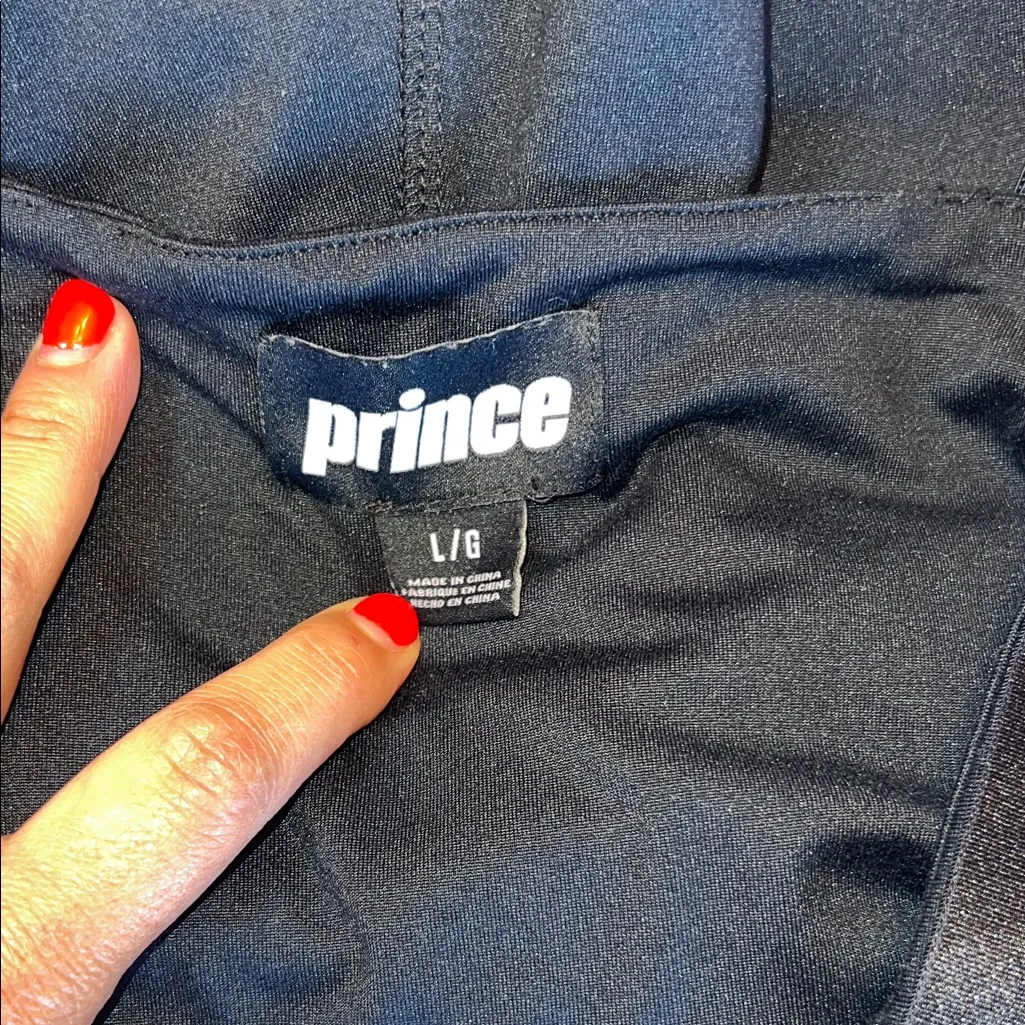 prince
L/G
MADE IN CHINA
FABRIQUE EN CHINE
HECHO EN CHINA